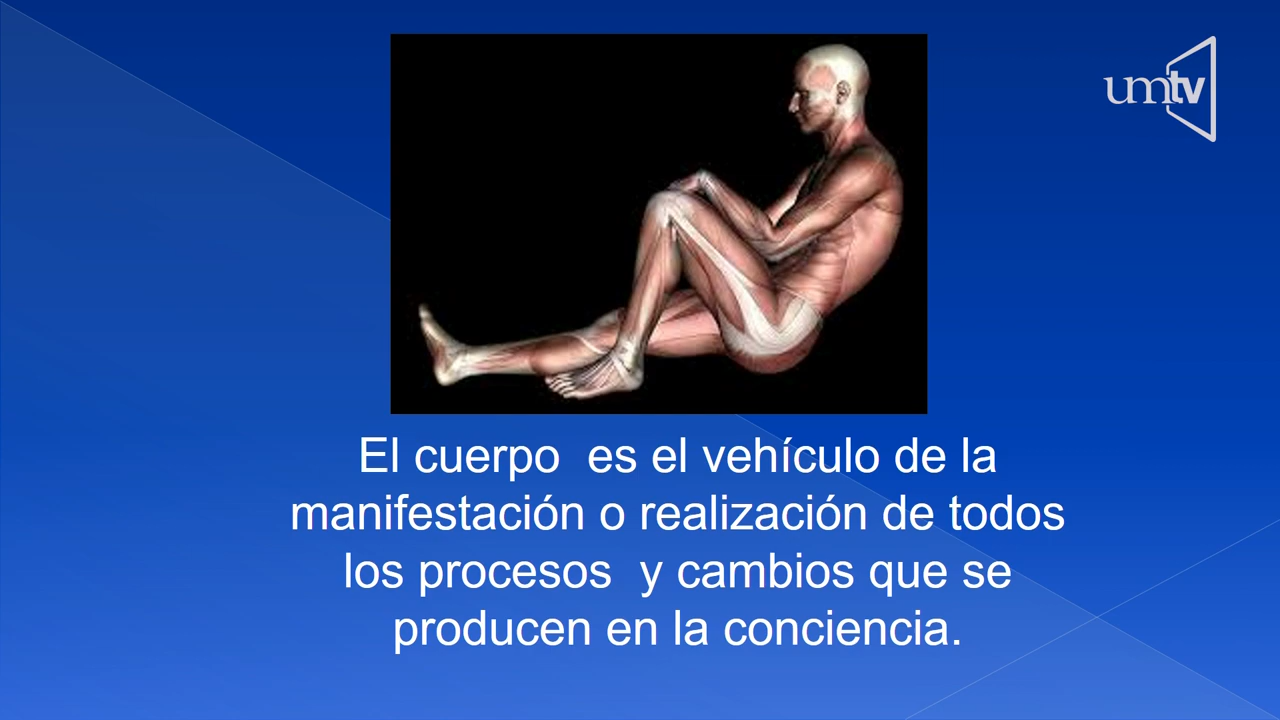 umtv
El cuerpo  es el vehículo de la
manifestación o realización de todos
los procesos  y cambios que se
producen en la conciencia.